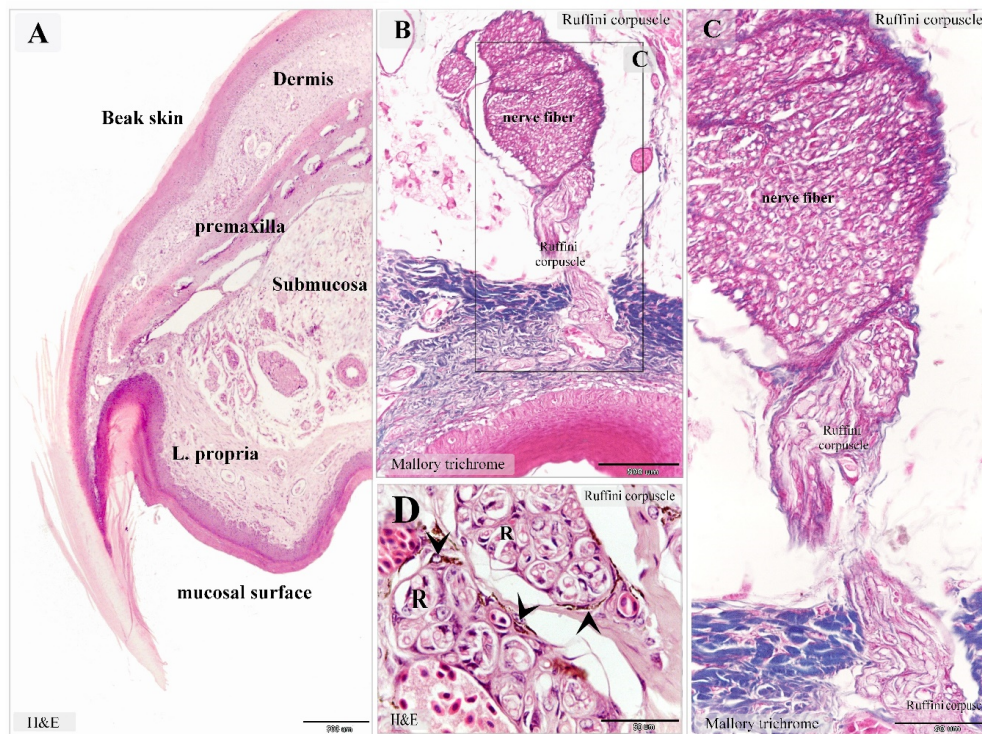 A
Dermis
Beak skin
premaxilla
Submucosa
L. propria
mucosal surface
H&E
B
Ruffini corpuscle
C
nerve fiber
Ruffini
corpuscle
Mallory trichrome
C
Ruffini corpuscle
nerve fiber
Ruffini
corpuscle
Ruffini corpuscle
Mallory trichrome
D
Ruffini corpuscle
R
R
H&E